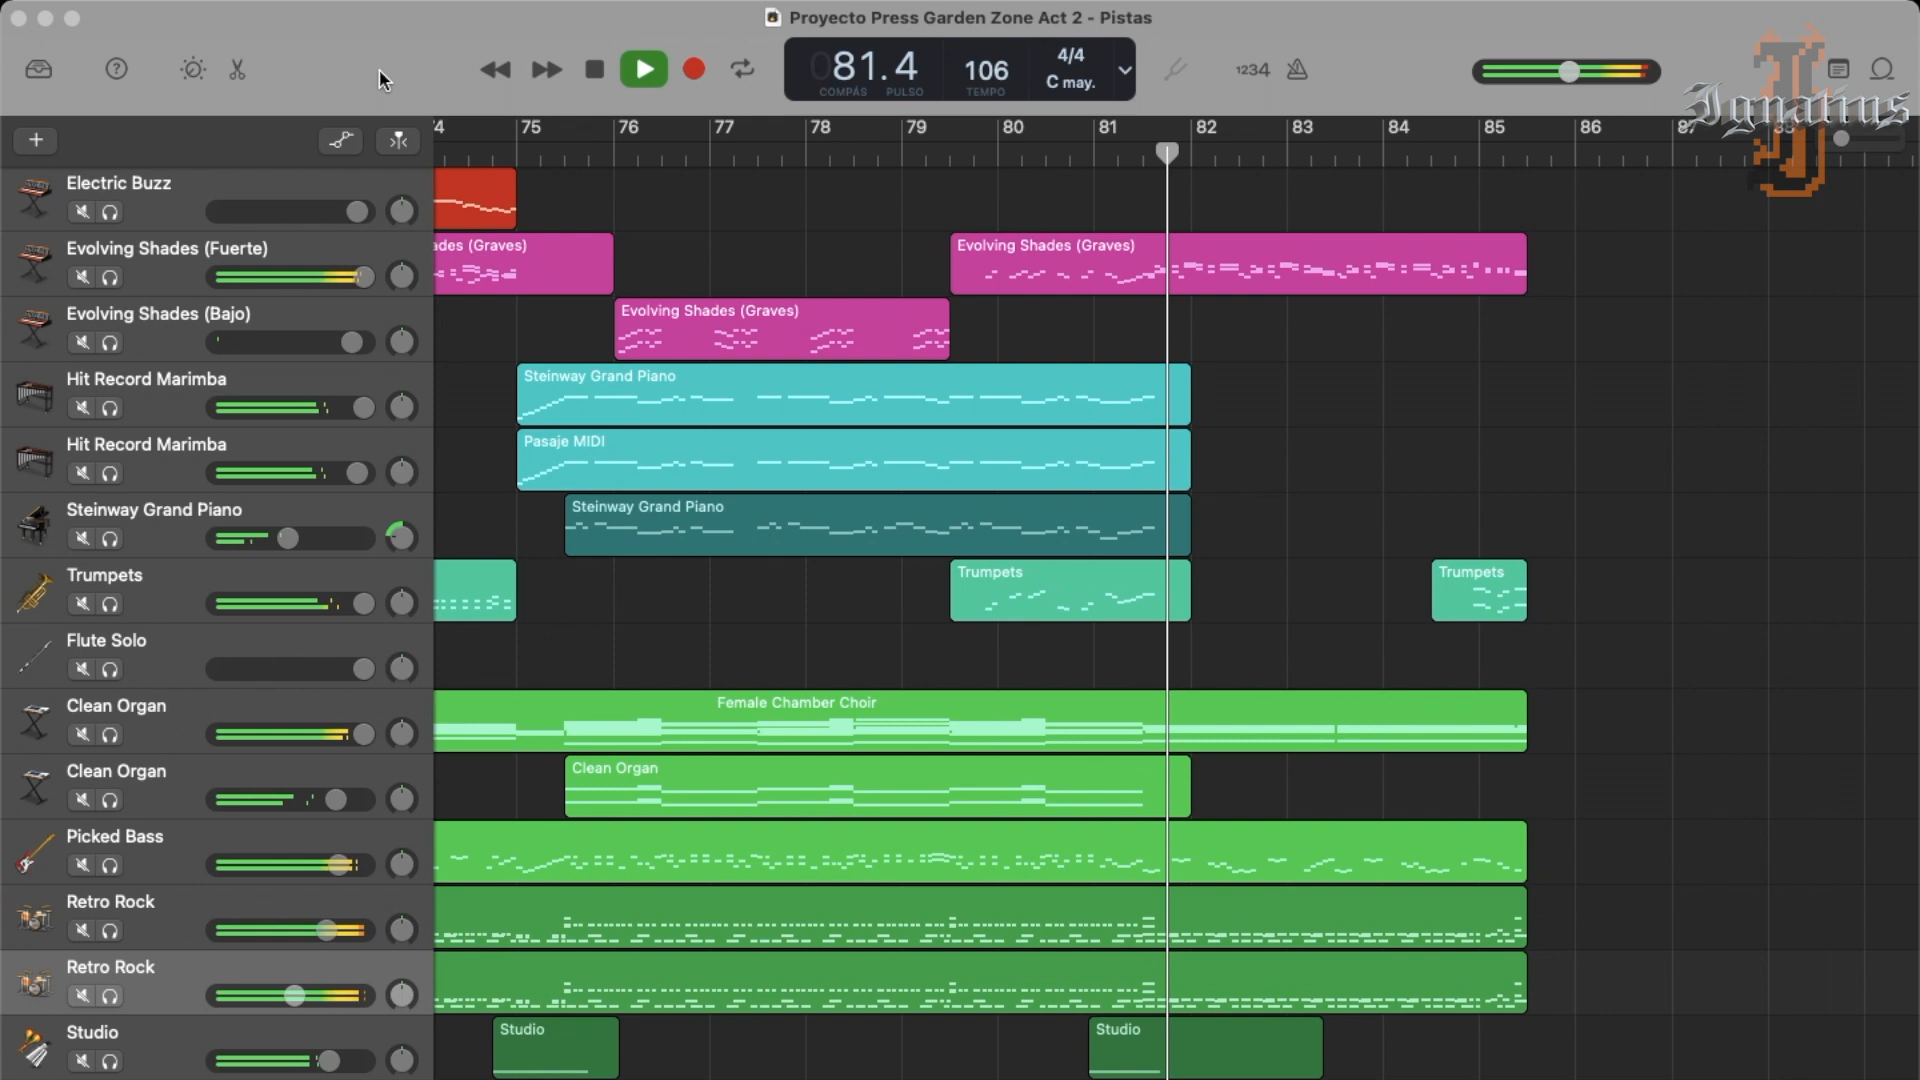 Proyecto Press Garden Zone Act 2 - Pistas
081.4
COMPÁS PULSO
106
TEMPO
4/4
C may.
1234
Ignatius
75 76 77 78 79 80 81 82 83 84 85 86
Electric Buzz
Evolving Shades (Fuerte)
ades (Graves)
Evolving Shades (Graves)
Evolving Shades (Bajo)
Evolving Shades (Graves)
Hit Record Marimba
Steinway Grand Piano
Hit Record Marimba
Pasaje MIDI
Steinway Grand Piano
Steinway Grand Piano
Trumpets
Trumpets
Trumpets
Flute Solo
Clean Organ
Female Chamber Choir
Clean Organ
Clean Organ
Picked Bass
Retro Rock
Retro Rock
Studio
Studio
Studio